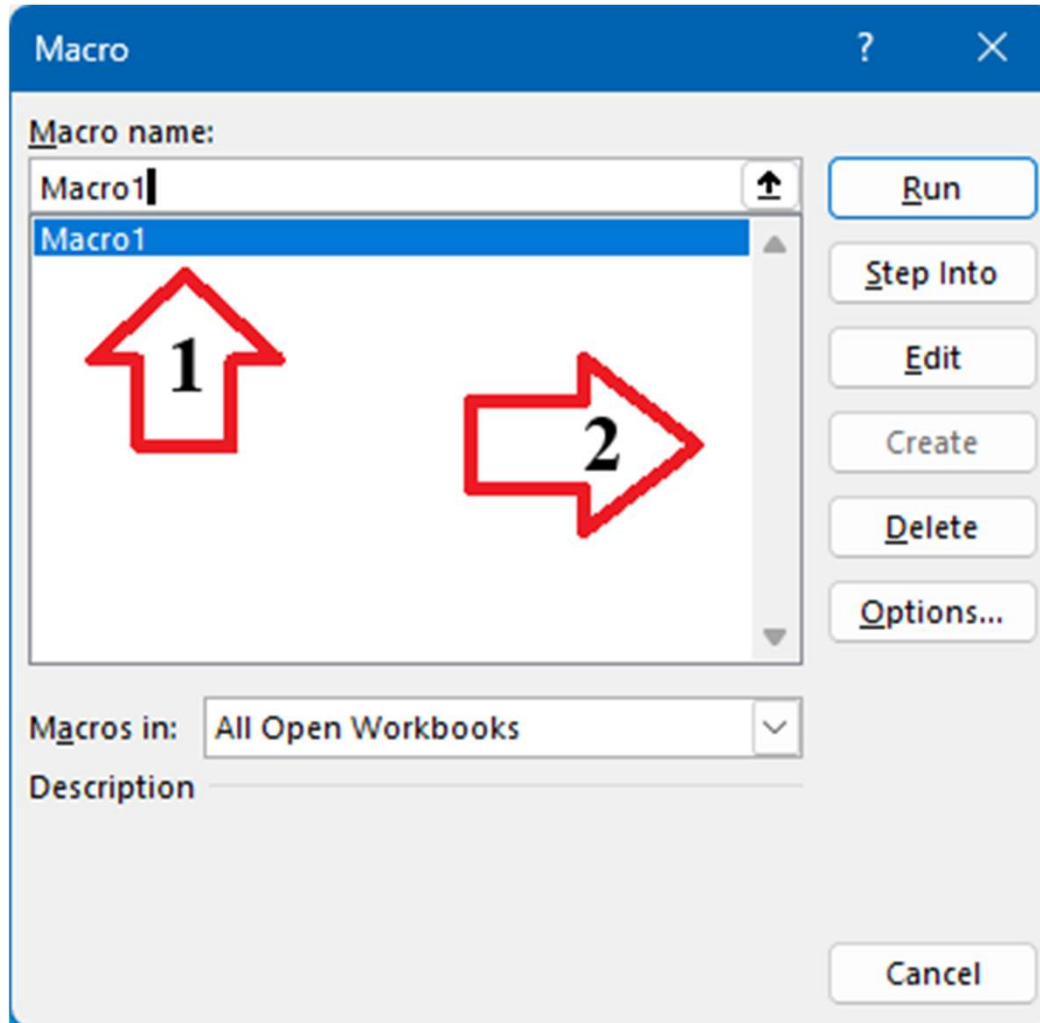 Macro ?
Macro name:
Macro1
Macro1
1
2
Run
Step Into
Edit
Create
Delete
Options...
Macros in: All Open Workbooks
Description
Cancel